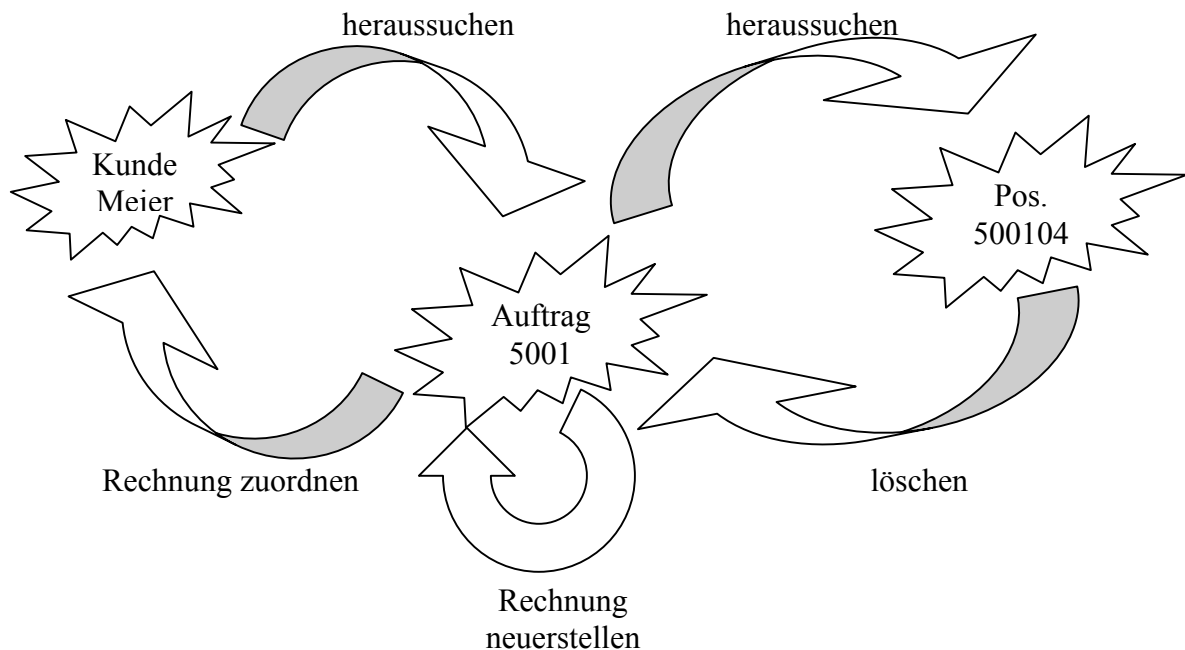 heraussuchen
heraussuchen
Kunde
Meier
Pos.
500104
Auftrag
5001
Rechnung zuordnen
löschen
Rechnung
neuerstellen